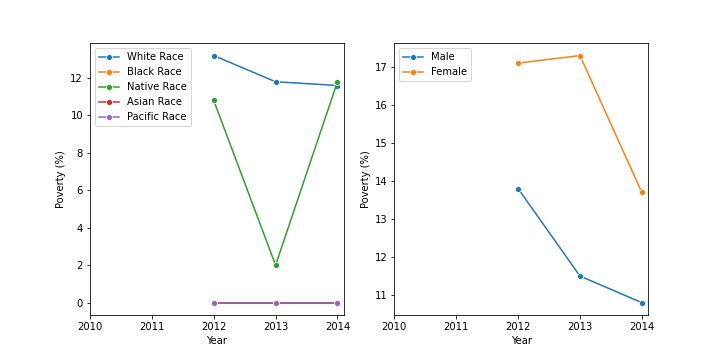 White Race
Black Race
Native Race
Asian Race
Pacific Race
12
10
8
6
4
2
0
Poverty (%)
2010 2011 2012 2013 2014
Year
Male
Female
17
16
15
14
13
12
11
Poverty (%)
2010 2011 2012 2013 2014
Year